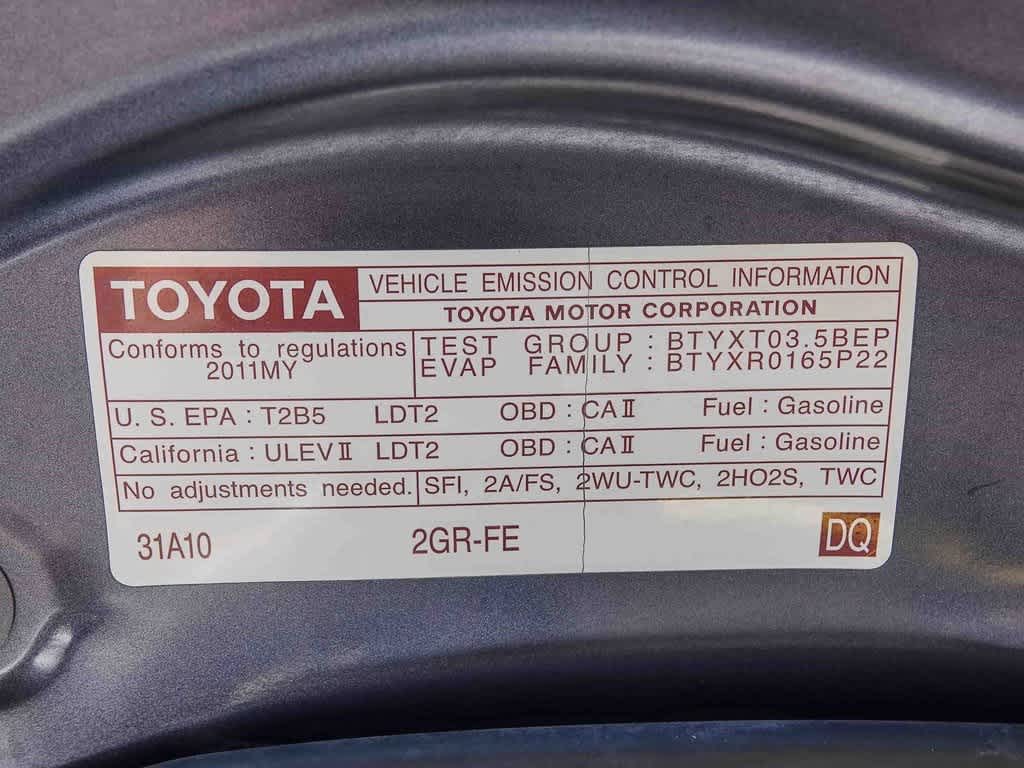 TOYOTA
VEHICLE EMISSION CONTROL INFORMATION
TOYOTA MOTOR CORPORATION
Conforms to regulations
2011MY
TEST GROUP : BTYXT03.5BEP
EVAP FAMILY : BTYXR0165P22
U. S. EPA : T2B5 LDT2 OBD : CAⅡ Fuel : Gasoline
California : ULEVⅡ LDT2 OBD : CAⅡ Fuel : Gasoline
No adjustments needed. SFI, 2A/FS, 2WU-TWC, 2HO2S, TWC
31A10 2GR-FE DQ